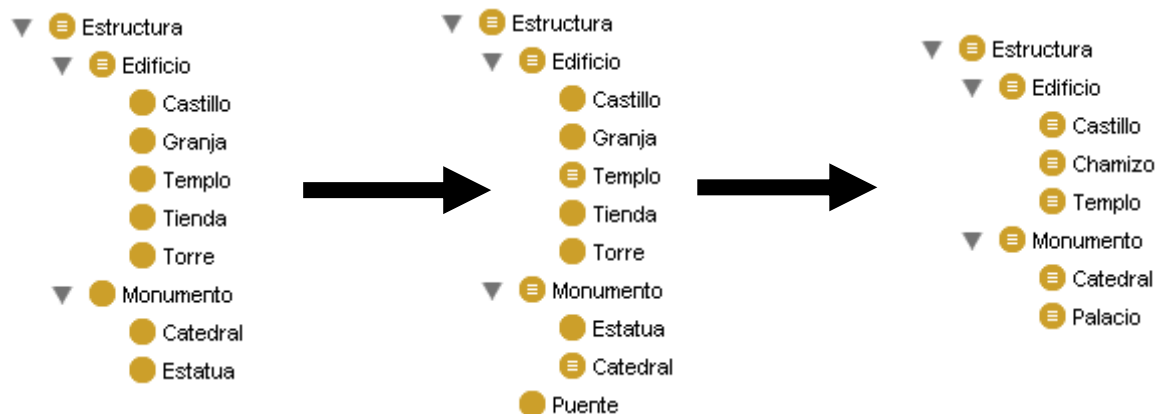 Estructura
Edificio
Castillo
Granja
Templo
Tienda
Torre
Monumento
Catedral
Estatua
Estructura
Edificio
Castillo
Granja
Templo
Tienda
Torre
Monumento
Estatua
Catedral
Puente
Estructura
Edificio
Castillo
Chamizo
Templo
Monumento
Catedral
Palacio